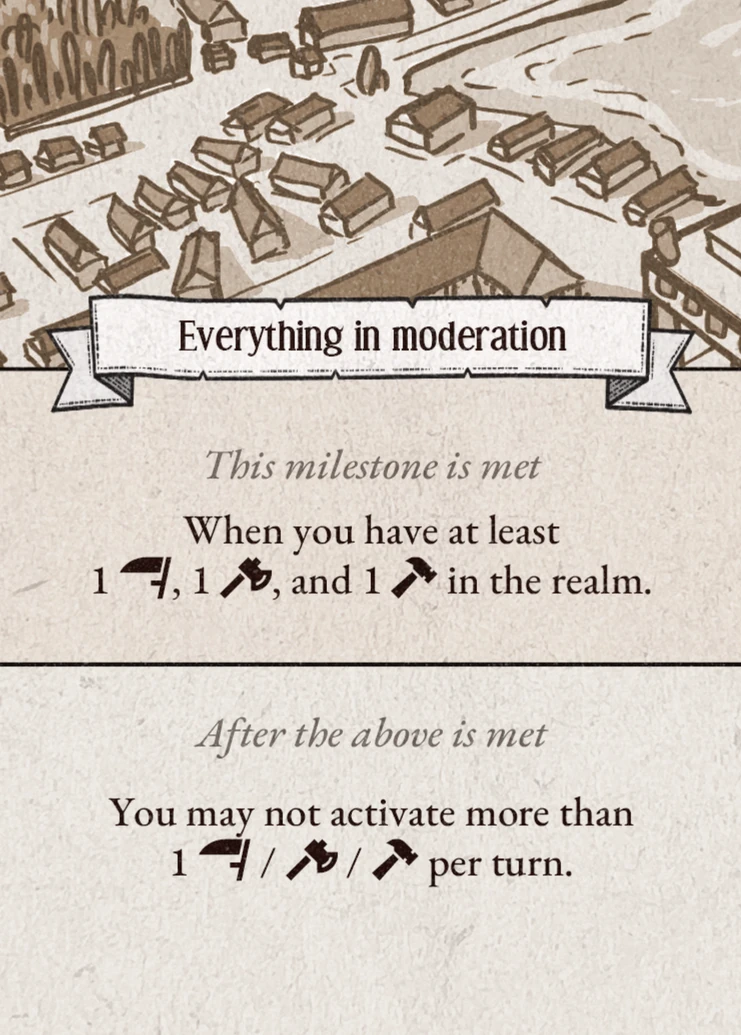 Everything in moderation
This milestone is met
When you have at least
1 , 1 , and 1 in the realm.
After the above is met
You may not activate more than
1 / / per turn.